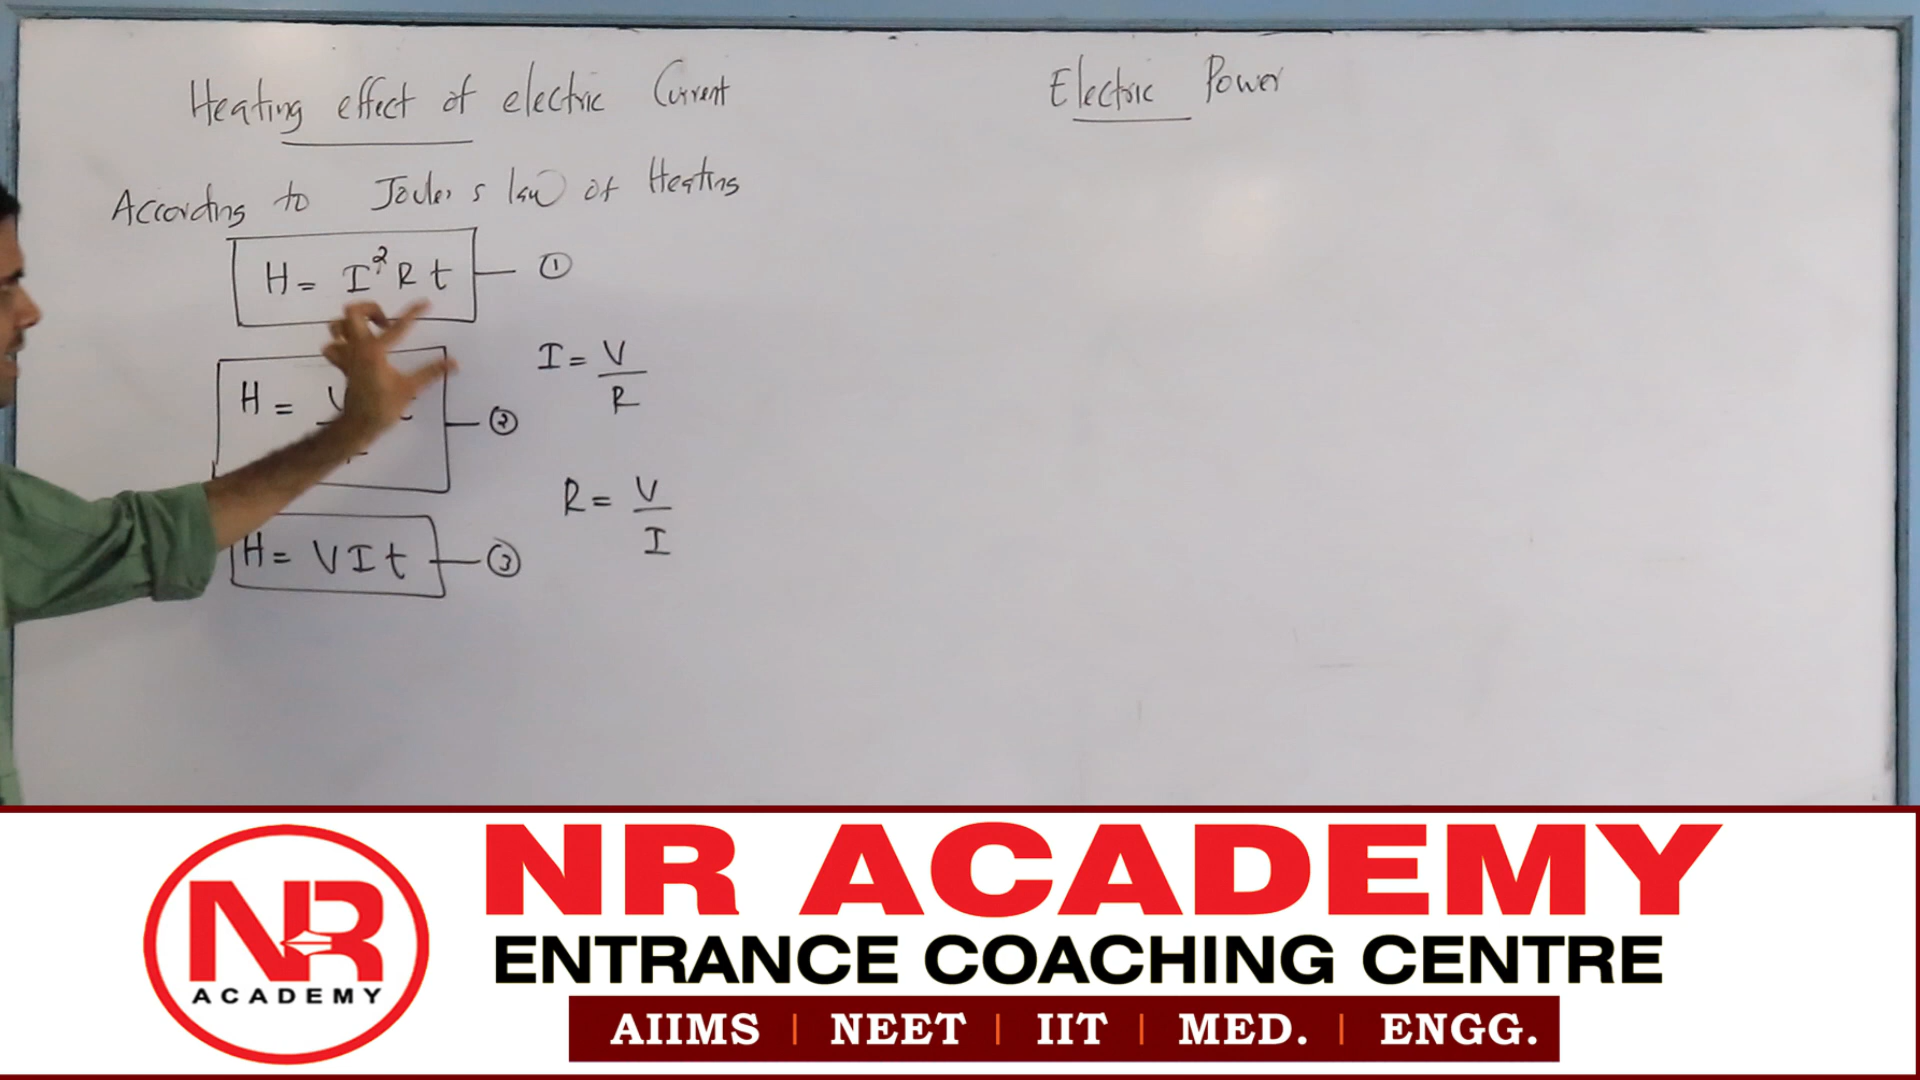 Heating effect of electric Current
According to Joules s law of Heating
H = I²Rt — ①
I = V/R
H = V — ②
R = V/I
H = VIt — ③
Electric Power
NR
ACADEMY
NR ACADEMY
ENTRANCE COACHING CENTRE
AIIMS | NEET | IIT | MED. | ENGG.